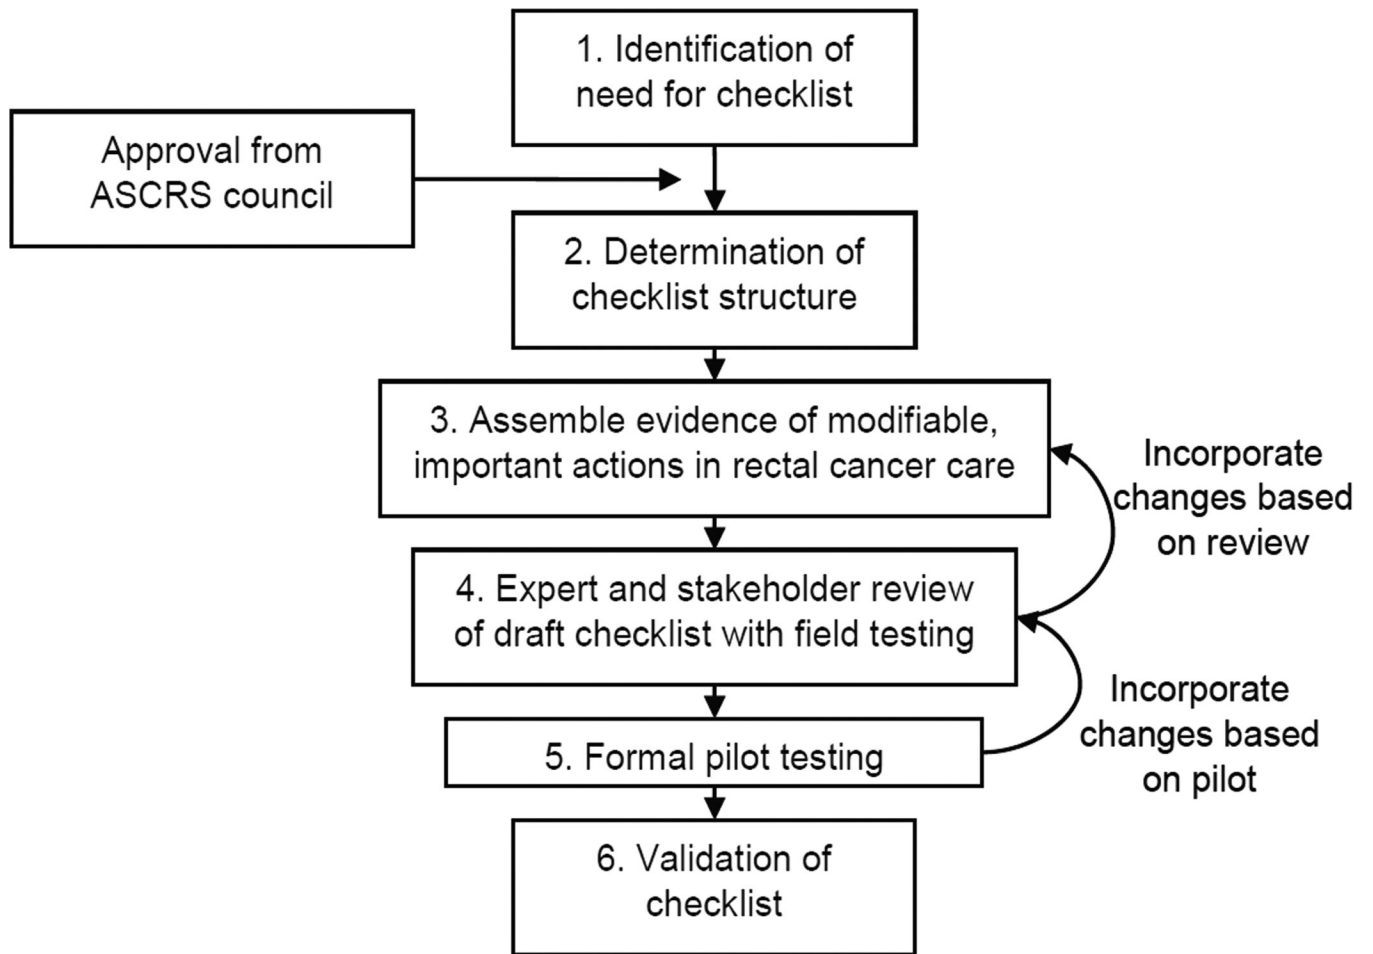 1. Identification of
need for checklist
Approval from
ASCRS council
2. Determination of
checklist structure
3. Assemble evidence of modifiable,
important actions in rectal cancer care
Incorporate
changes based
on review
4. Expert and stakeholder review
of draft checklist with field testing
Incorporate
changes based
on pilot
5. Formal pilot testing
6. Validation of
checklist